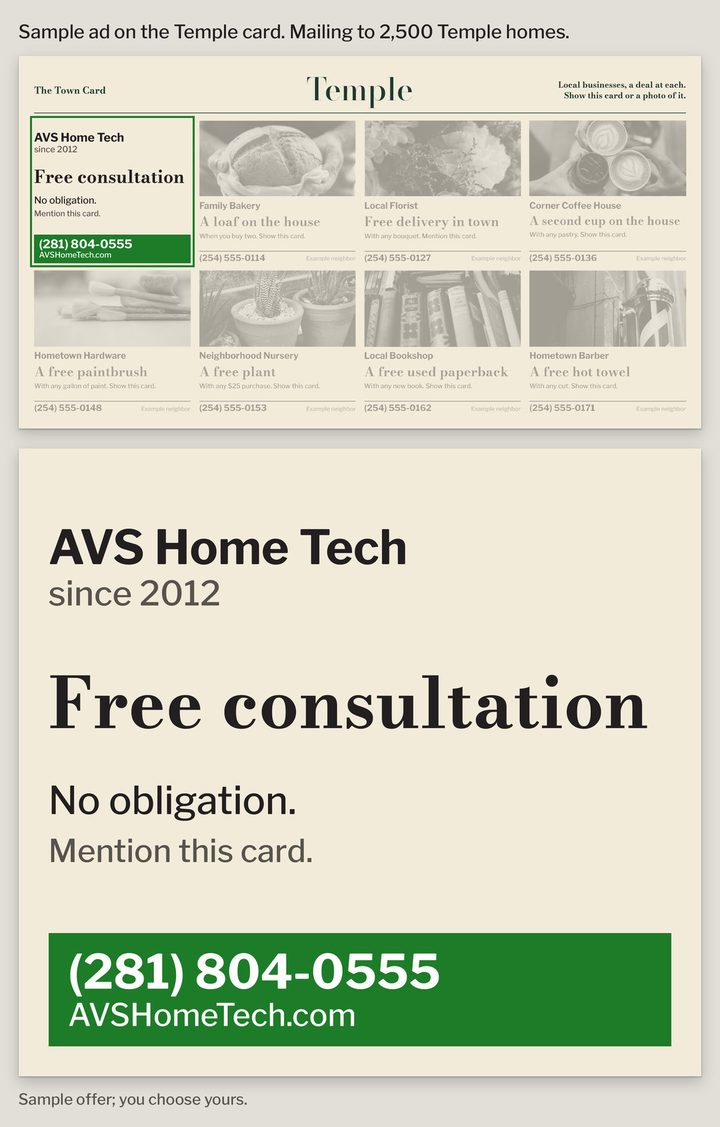 Sample ad on the Temple card. Mailing to 2,500 Temple homes.
The Town Card
Temple
Local businesses, a deal at each.
Show this card or a photo of it.
AVS Home Tech
since 2012
Free consultation
No obligation.
Mention this card.
(281) 804-0555
AVSHomeTech.com
Family Bakery
A loaf on the house
When you buy two. Show this card.
(254) 555-0114 Example neighbor
Local Florist
Free delivery in town
With any bouquet. Mention this card.
(254) 555-0127 Example neighbor
Corner Coffee House
A second cup on the house
With any pastry. Show this card.
(254) 555-0136 Example neighbor
Hometown Hardware
A free paintbrush
With any gallon of paint. Show this card.
(254) 555-0148 Example neighbor
Neighborhood Nursery
A free plant
With any $25 purchase. Show this card.
(254) 555-0153 Example neighbor
Local Bookshop
A free used paperback
With any new book. Show this card.
(254) 555-0162 Example neighbor
Hometown Barber
A free hot towel
With any cut. Show this card.
(254) 555-0171 Example neighbor
AVS Home Tech
since 2012
Free consultation
No obligation.
Mention this card.
(281) 804-0555
AVSHomeTech.com
Sample offer; you choose yours.